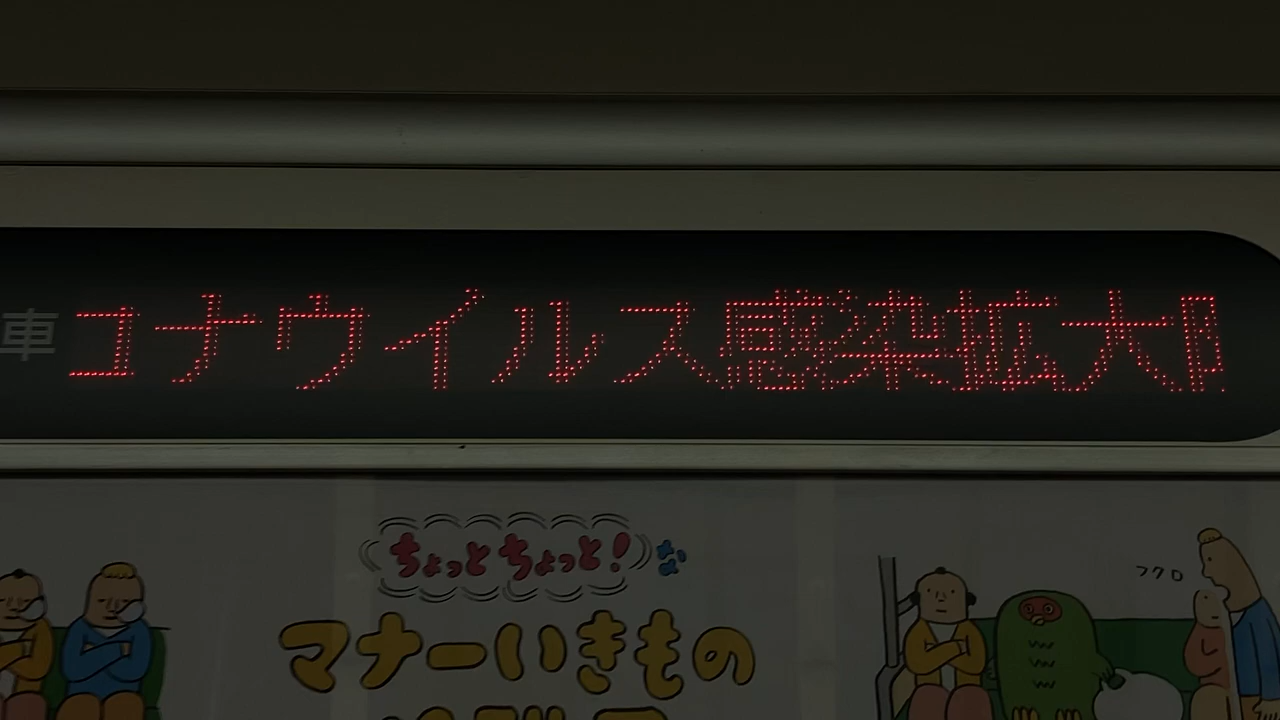 車
コナウイルス感染拡大
ちょっとちょっと!な
マナーいきもの
フクロ